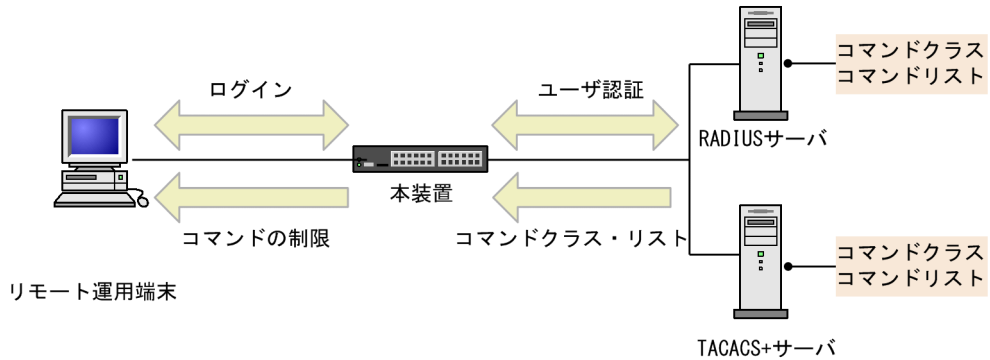 コマンドクラス
コマンドリスト
ログイン
ユーザ認証
RADIUSサーバ
本装置
コマンドの制限
コマンドクラス・リスト
コマンドクラス
コマンドリスト
リモート運用端末
TACACS+サーバ